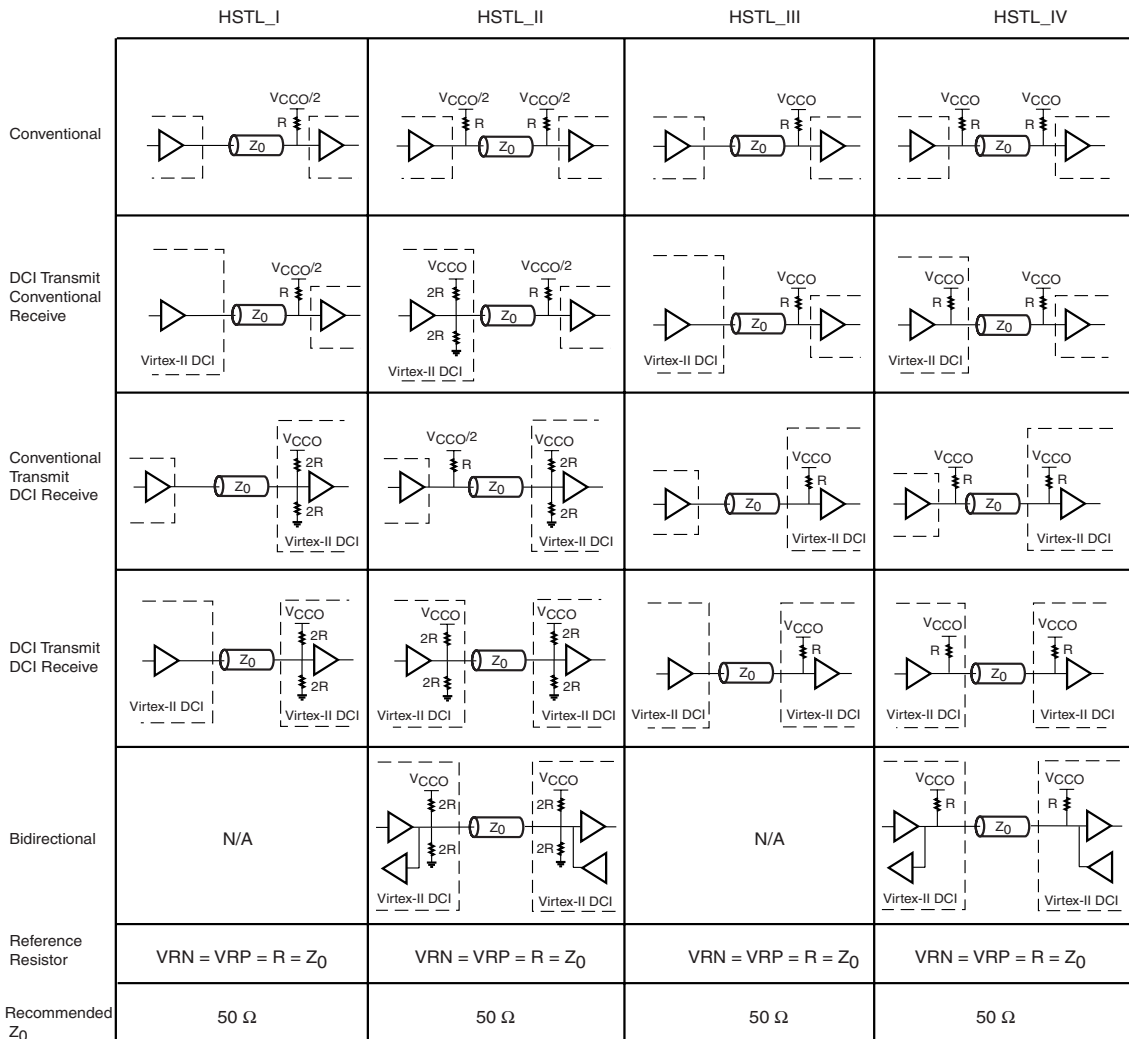 HSTL_I HSTL_II HSTL_III HSTL_IV
Conventional
VCCO/2
R
Z0
VCCO/2 VCCO/2
R R
Z0
VCCO
R
Z0
VCCO VCCO
R R
Z0
DCI Transmit
Conventional
Receive
VCCO/2
R
Z0
Virtex-II DCI
VCCO VCCO/2
2R R
Z0
2R
Virtex-II DCI
VCCO
R
Z0
Virtex-II DCI
VCCO VCCO
R R
Z0
Virtex-II DCI
Conventional
Transmit
DCI Receive
VCCO
2R
Z0
2R
Virtex-II DCI
VCCO/2 VCCO
R 2R
Z0
2R
Virtex-II DCI
VCCO
R
Z0
Virtex-II DCI
VCCO VCCO
R R
Z0
Virtex-II DCI
DCI Transmit
DCI Receive
VCCO
2R
Z0
2R
Virtex-II DCI Virtex-II DCI
VCCO VCCO
2R 2R
Z0
2R 2R
Virtex-II DCI Virtex-II DCI
VCCO
R
Z0
Virtex-II DCI Virtex-II DCI
VCCO VCCO
R R
Z0
Virtex-II DCI Virtex-II DCI
Bidirectional
N/A
VCCO VCCO
2R 2R
Z0
2R 2R
Virtex-II DCI Virtex-II DCI
N/A
VCCO VCCO
R R
Z0
Virtex-II DCI Virtex-II DCI
Reference
Resistor
VRN = VRP = R = Z0 VRN = VRP = R = Z0 VRN = VRP = R = Z0 VRN = VRP = R = Z0
Recommended
Z0
50 Ω 50 Ω 50 Ω 50 Ω